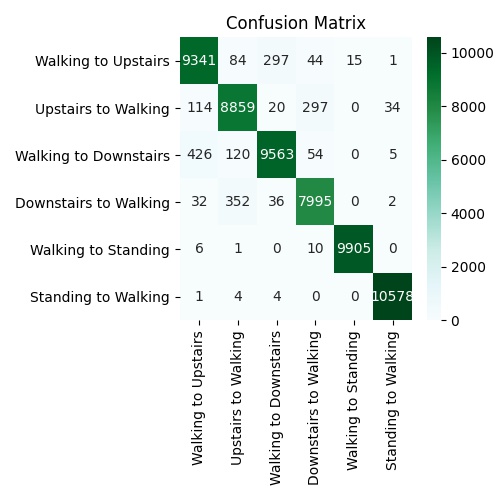 Confusion Matrix
Walking to Upstairs 9341 84 297 44 15 1
Upstairs to Walking 114 8859 20 297 0 34
Walking to Downstairs 426 120 9563 54 0 5
Downstairs to Walking 32 352 36 7995 0 2
Walking to Standing 6 1 0 10 9905 0
Standing to Walking 1 4 4 0 0 10578
Walking to Upstairs
Upstairs to Walking
Walking to Downstairs
Downstairs to Walking
Walking to Standing
Standing to Walking
10000
8000
6000
4000
2000
0